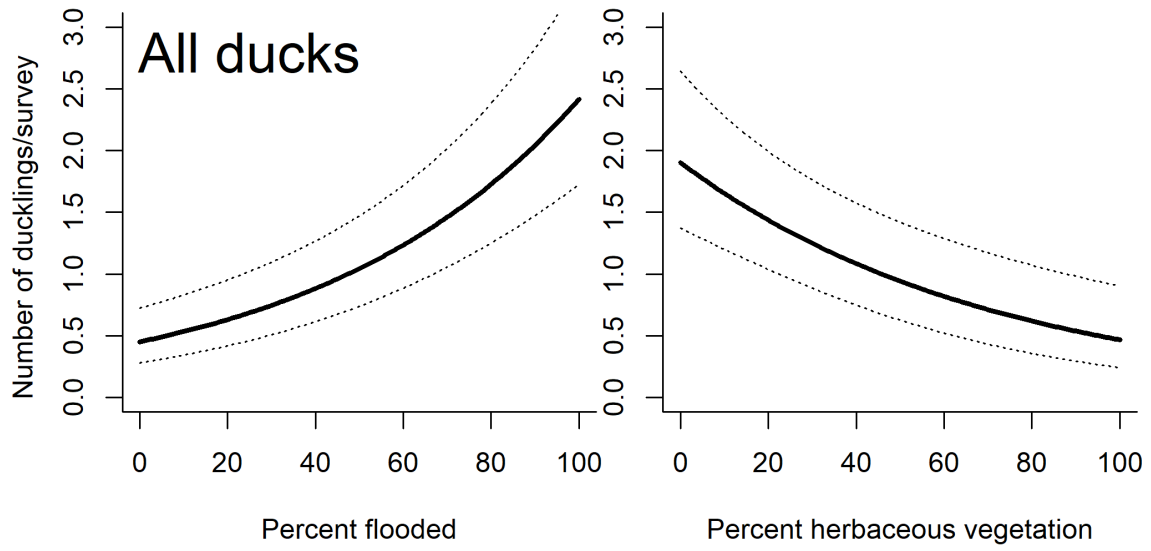 All ducks
Number of ducklings/survey
0.0 0.5 1.0 1.5 2.0 2.5 3.0
0 20 40 60 80 100
Percent flooded
0.0 0.5 1.0 1.5 2.0 2.5 3.0
0 20 40 60 80 100
Percent herbaceous vegetation